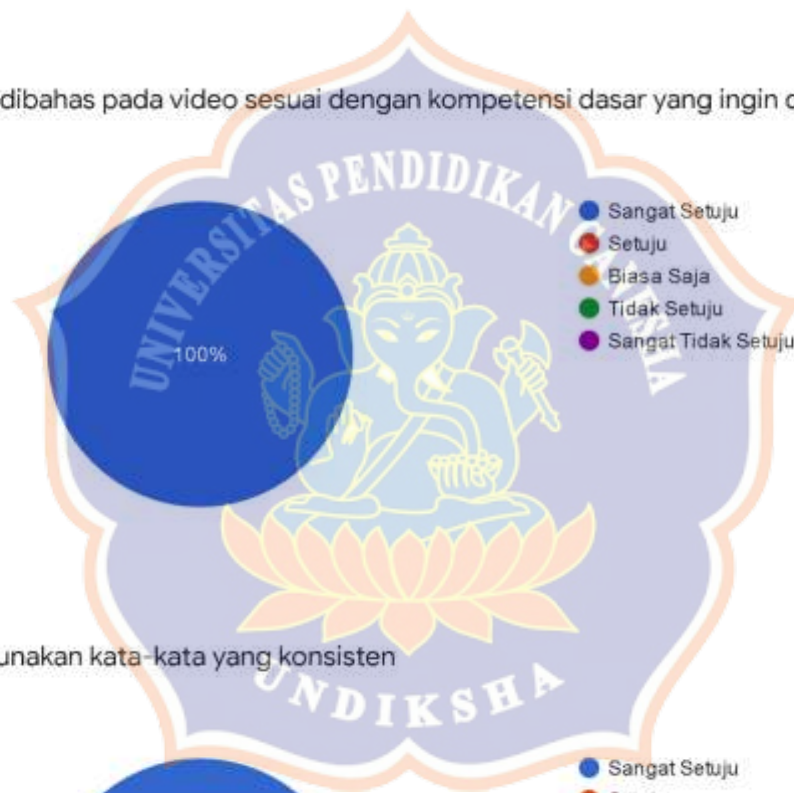 dibahas pada video sesuai dengan kompetensi dasar yang ingin
UNIVERSITAS PENDIDIKAN GANESHA
Sangat Setuju
Setuju
Biasa Saja
Tidak Setuju
Sangat Tidak Setuju
100%
unakan kata-kata yang konsisten
UNDIKSHA
Sangat Setuju